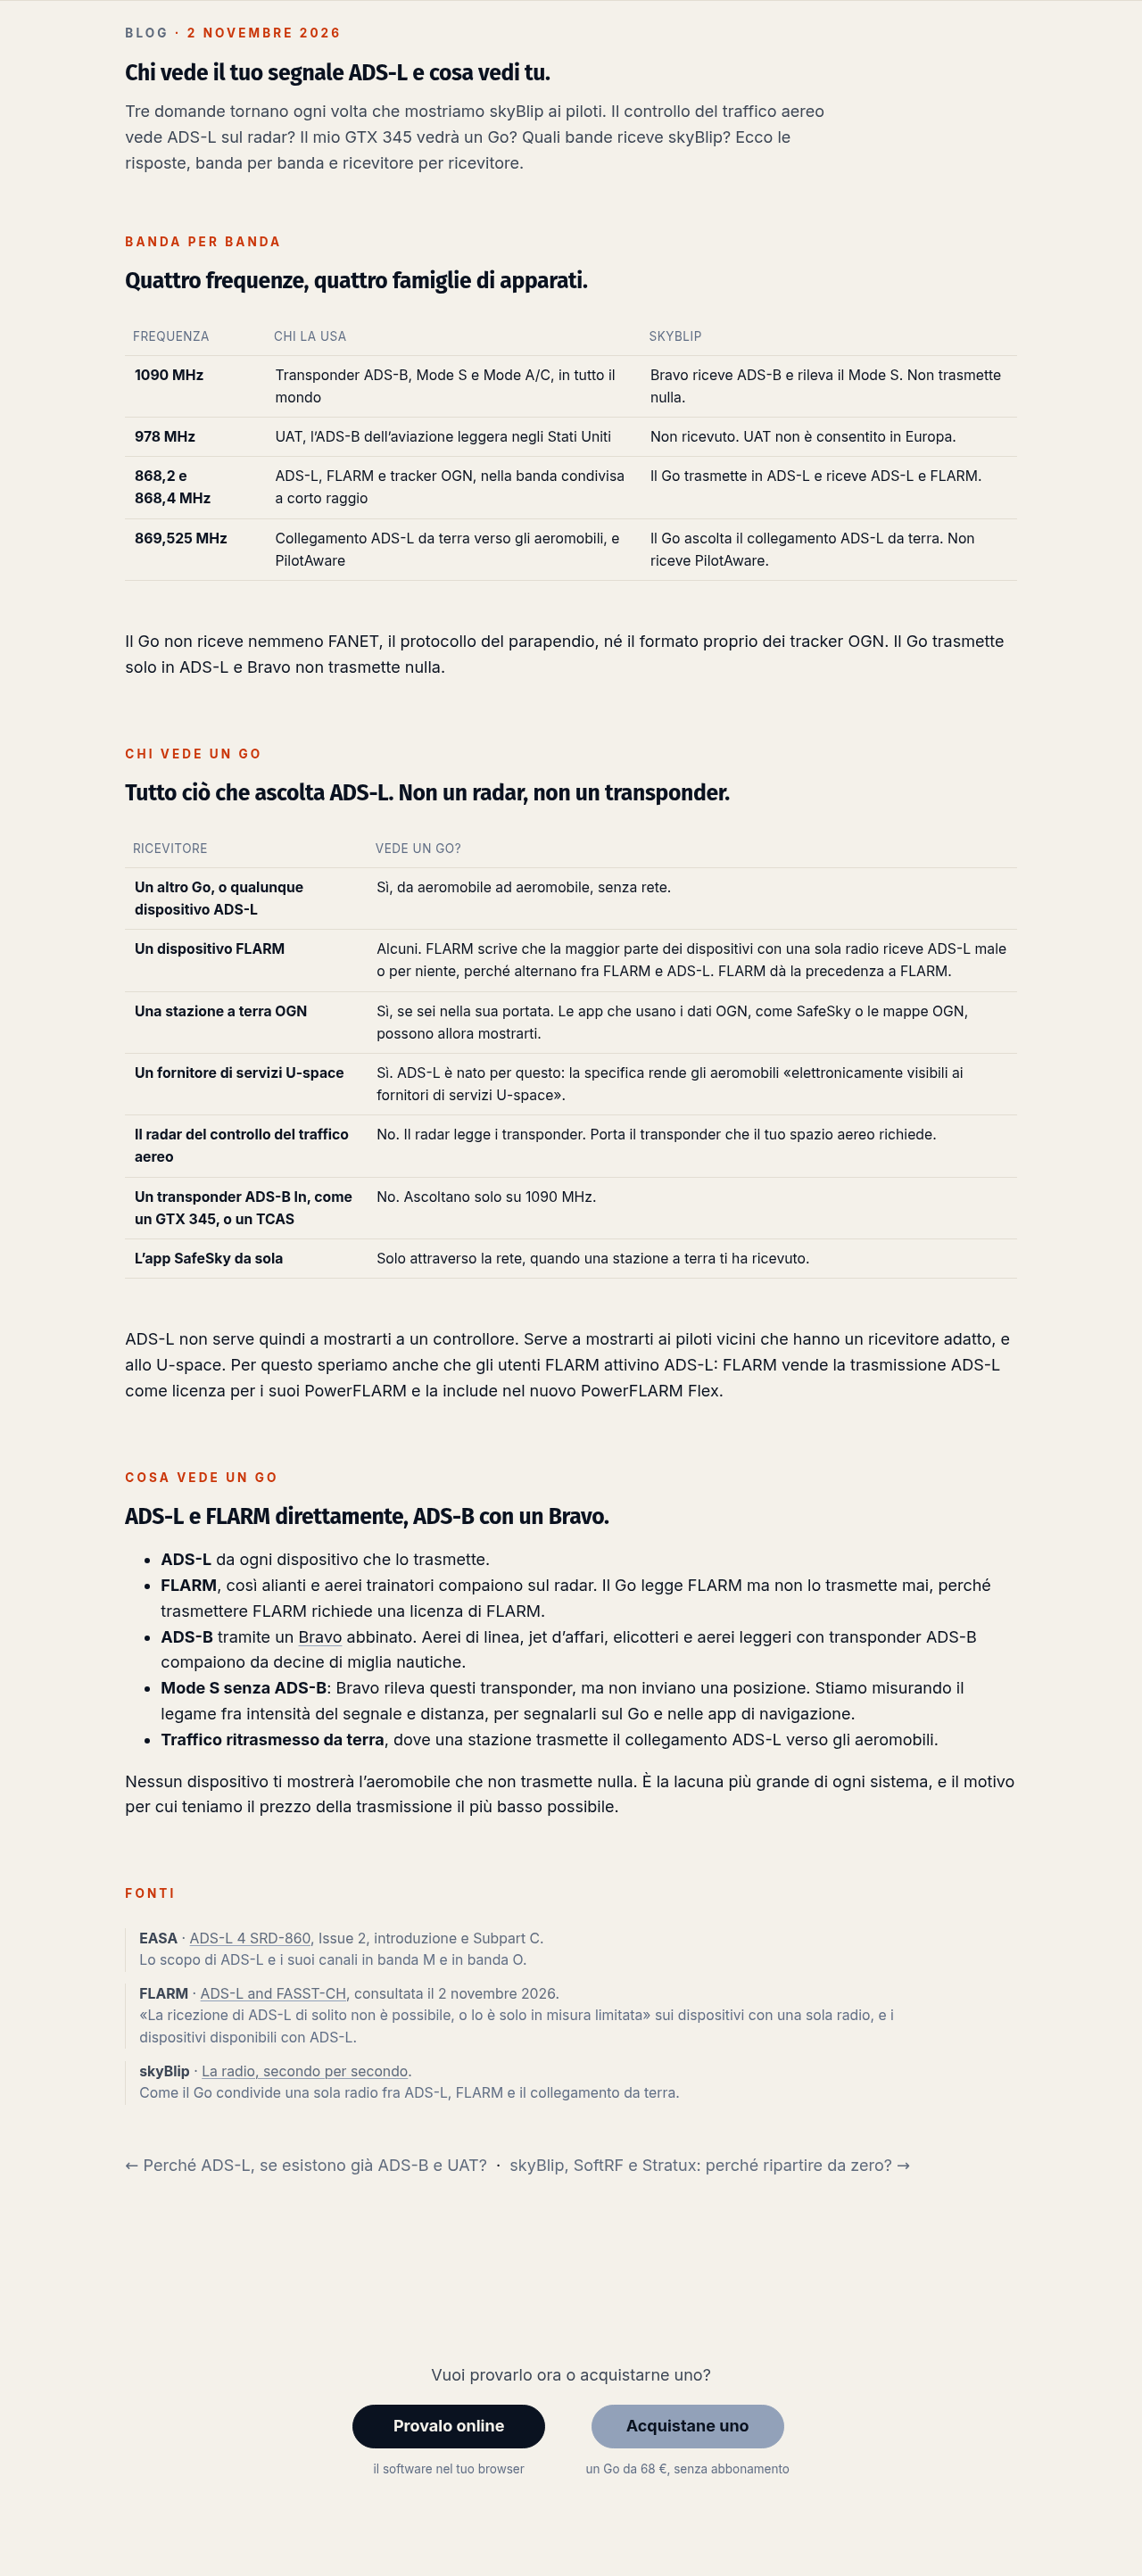 BLOG · 2 NOVEMBRE 2026
Chi vede il tuo segnale ADS-L e cosa vedi tu.
Tre domande tornano ogni volta che mostriamo skyBlip ai piloti. Il controllo del traffico aereo
vede ADS-L sul radar? Il mio GTX 345 vedrà un Go? Quali bande riceve skyBlip? Ecco le
risposte, banda per banda e ricevitore per ricevitore.
BANDA PER BANDA
Quattro frequenze, quattro famiglie di apparati.
FREQUENZA CHI LA USA SKYBLIP
1090 MHz Transponder ADS-B, Mode S e Mode A/C, in tutto il Bravo riceve ADS-B e rileva il Mode S. Non trasmette
mondo nulla.
978 MHz UAT, l’ADS-B dell’aviazione leggera negli Stati Uniti Non ricevuto. UAT non è consentito in Europa.
868,2 e ADS-L, FLARM e tracker OGN, nella banda condivisa Il Go trasmette in ADS-L e riceve ADS-L e FLARM.
868,4 MHz a corto raggio
869,525 MHz Collegamento ADS-L da terra verso gli aeromobili, e Il Go ascolta il collegamento ADS-L da terra. Non
PilotAware riceve PilotAware.
Il Go non riceve nemmeno FANET, il protocollo del parapendio, né il formato proprio dei tracker OGN. Il Go trasmette
solo in ADS-L e Bravo non trasmette nulla.
CHI VEDE UN GO
Tutto ciò che ascolta ADS-L. Non un radar, non un transponder.
RICEVITORE VEDE UN GO?
Un altro Go, o qualunque Sì, da aeromobile ad aeromobile, senza rete.
dispositivo ADS-L
Un dispositivo FLARM Alcuni. FLARM scrive che la maggior parte dei dispositivi con una sola radio riceve ADS-L male
o per niente, perché alternano fra FLARM e ADS-L. FLARM dà la precedenza a FLARM.
Una stazione a terra OGN Sì, se sei nella sua portata. Le app che usano i dati OGN, come SafeSky o le mappe OGN,
possono allora mostrarti.
Un fornitore di servizi U-space Sì. ADS-L è nato per questo: la specifica rende gli aeromobili «elettronicamente visibili ai
fornitori di servizi U-space».
Il radar del controllo del traffico No. Il radar legge i transponder. Porta il transponder che il tuo spazio aereo richiede.
aereo
Un transponder ADS-B In, come No. Ascoltano solo su 1090 MHz.
un GTX 345, o un TCAS
L’app SafeSky da sola Solo attraverso la rete, quando una stazione a terra ti ha ricevuto.
ADS-L non serve quindi a mostrarti a un controllore. Serve a mostrarti ai piloti vicini che hanno un ricevitore adatto, e
allo U-space. Per questo speriamo anche che gli utenti FLARM attivino ADS-L: FLARM vende la trasmissione ADS-L
come licenza per i suoi PowerFLARM e la include nel nuovo PowerFLARM Flex.
COSA VEDE UN GO
ADS-L e FLARM direttamente, ADS-B con un Bravo.
• ADS-L da ogni dispositivo che lo trasmette.
• FLARM, così alianti e aerei trainatori compaiono sul radar. Il Go legge FLARM ma non lo trasmette mai, perché
trasmettere FLARM richiede una licenza di FLARM.
• ADS-B tramite un Bravo abbinato. Aerei di linea, jet d’affari, elicotteri e aerei leggeri con transponder ADS-B
compaiono da decine di miglia nautiche.
• Mode S senza ADS-B: Bravo rileva questi transponder, ma non inviano una posizione. Stiamo misurando il
legame fra intensità del segnale e distanza, per segnalarli sul Go e nelle app di navigazione.
• Traffico ritrasmesso da terra, dove una stazione trasmette il collegamento ADS-L verso gli aeromobili.
Nessun dispositivo ti mostrerà l’aeromobile che non trasmette nulla. È la lacuna più grande di ogni sistema, e il motivo
per cui teniamo il prezzo della trasmissione il più basso possibile.
FONTI
EASA · ADS-L 4 SRD-860, Issue 2, introduzione e Subpart C.
Lo scopo di ADS-L e i suoi canali in banda M e in banda O.
FLARM · ADS-L and FASST-CH, consultata il 2 novembre 2026.
«La ricezione di ADS-L di solito non è possibile, o lo è solo in misura limitata» sui dispositivi con una sola radio, e i
dispositivi disponibili con ADS-L.
skyBlip · La radio, secondo per secondo.
Come il Go condivide una sola radio fra ADS-L, FLARM e il collegamento da terra.
← Perché ADS-L, se esistono già ADS-B e UAT? · skyBlip, SoftRF e Stratux: perché ripartire da zero? →
Vuoi provarlo ora o acquistarne uno?
Provalo online Acquistane uno
il software nel tuo browser un Go da 68 €, senza abbonamento